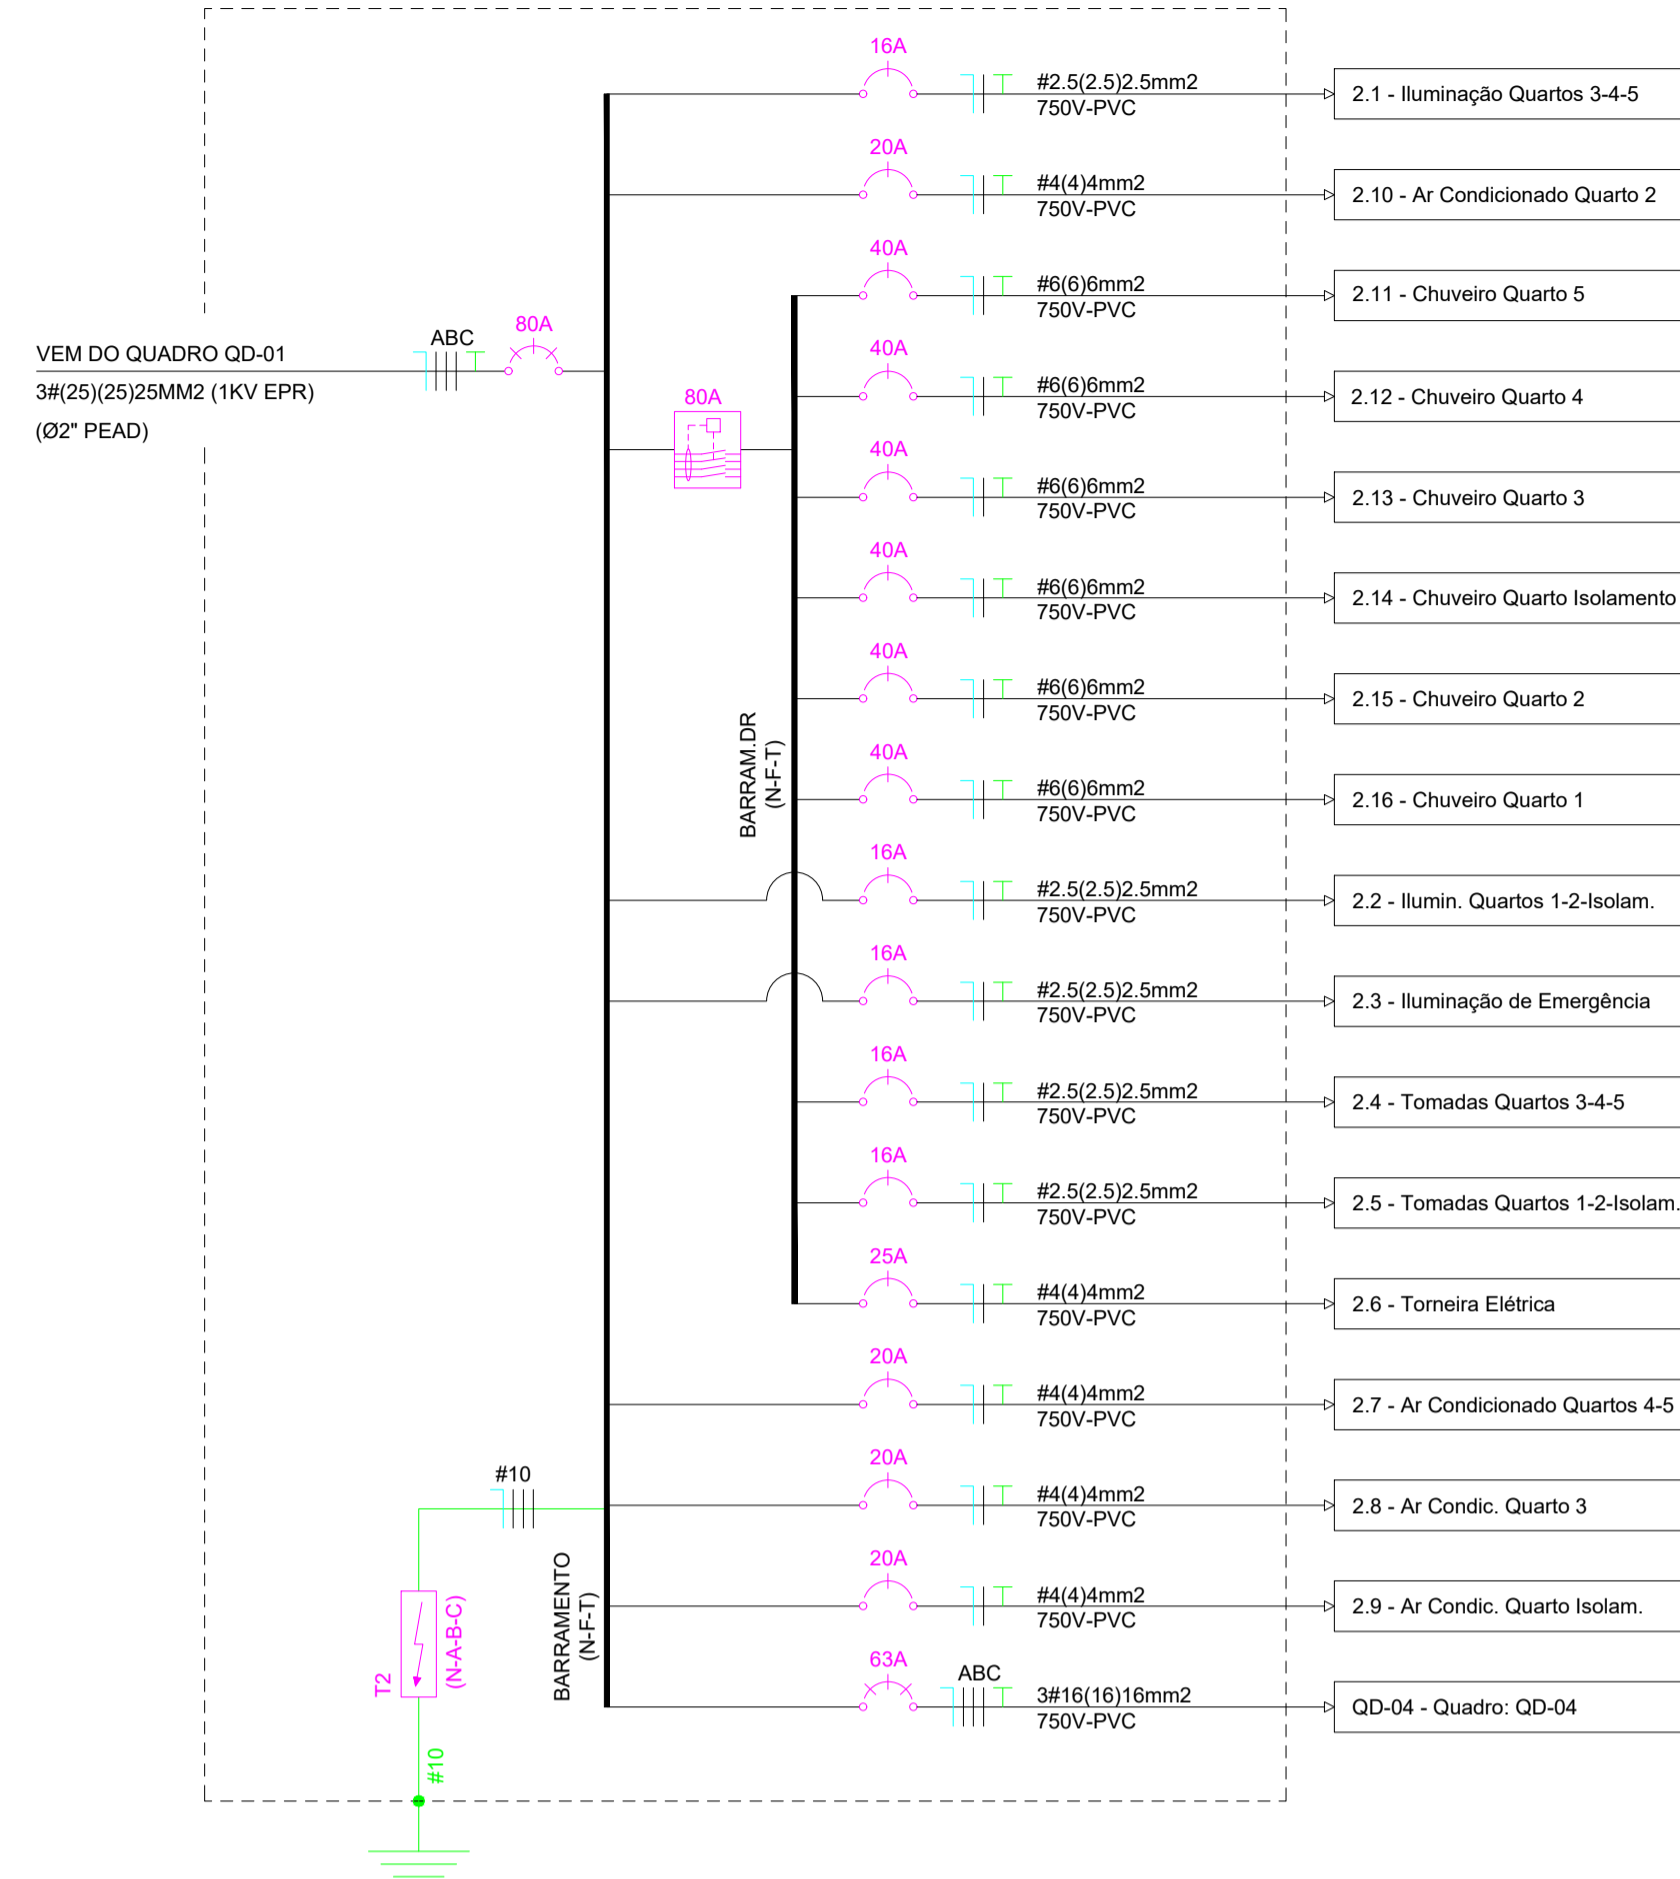 16A
#2.5(2.5)2.5mm2
750V-PVC
2.1 - Iluminação Quartos 3-4-5
20A
#4(4)4mm2
750V-PVC
2.10 - Ar Condicionado Quarto 2
40A
#6(6)6mm2
750V-PVC
2.11 - Chuveiro Quarto 5
VEM DO QUADRO QD-01
3#(25)(25)25MM2 (1KV EPR)
(Ø2" PEAD)
ABC
80A
80A
40A
#6(6)6mm2
750V-PVC
2.12 - Chuveiro Quarto 4
40A
#6(6)6mm2
750V-PVC
2.13 - Chuveiro Quarto 3
40A
#6(6)6mm2
750V-PVC
2.14 - Chuveiro Quarto Isolamento
40A
#6(6)6mm2
750V-PVC
2.15 - Chuveiro Quarto 2
BARRAM.DR
(N-F-T)
40A
#6(6)6mm2
750V-PVC
2.16 - Chuveiro Quarto 1
16A
#2.5(2.5)2.5mm2
750V-PVC
2.2 - Ilumin. Quartos 1-2-Isolam.
16A
#2.5(2.5)2.5mm2
750V-PVC
2.3 - Iluminação de Emergência
16A
#2.5(2.5)2.5mm2
750V-PVC
2.4 - Tomadas Quartos 3-4-5
16A
#2.5(2.5)2.5mm2
750V-PVC
2.5 - Tomadas Quartos 1-2-Isolam.
25A
#4(4)4mm2
750V-PVC
2.6 - Torneira Elétrica
20A
#4(4)4mm2
750V-PVC
2.7 - Ar Condicionado Quartos 4-5
20A
#4(4)4mm2
750V-PVC
2.8 - Ar Condic. Quarto 3
#10
BARRAMENTO
(N-F-T)
T2
(N-A-B-C)
#10
20A
#4(4)4mm2
750V-PVC
2.9 - Ar Condic. Quarto Isolam.
63A
ABC
3#16(16)16mm2
750V-PVC
QD-04 - Quadro: QD-04